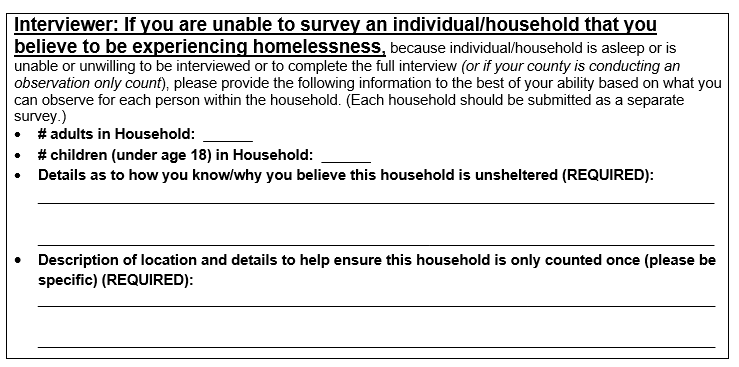 Interviewer: If you are unable to survey an individual/household that you
believe to be experiencing homelessness, because individual/household is asleep or is
unable or unwilling to be interviewed or to complete the full interview (or if your county is conducting an
observation only count), please provide the following information to the best of your ability based on what you
can observe for each person within the household. (Each household should be submitted as a separate
survey.)
• # adults in Household: ______
• # children (under age 18) in Household: ______
• Details as to how you know/why you believe this household is unsheltered (REQUIRED):
• Description of location and details to help ensure this household is only counted once (please be
specific) (REQUIRED):